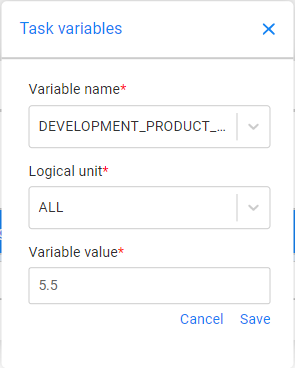 Task variables
Variable name*
DEVELOPMENT_PRODUCT_...
Logical unit*
ALL
Variable value*
5.5
Cancel Save